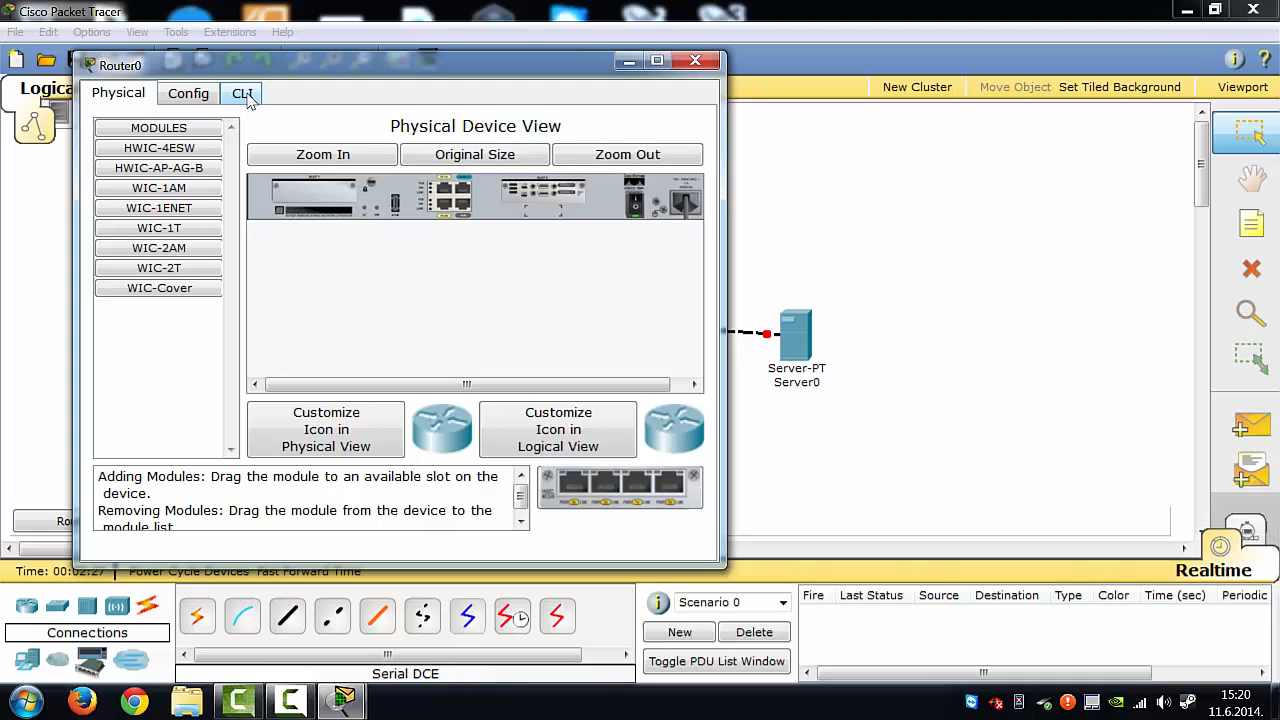 Cisco Packet Tracer
File Edit Options View Tools Extensions Help
Logica
New Cluster Move Object Set Tiled Background Viewport
Router0
Physical Config CLI
MODULES
HWIC-4ESW
HWIC-AP-AG-B
WIC-1AM
WIC-1ENET
WIC-1T
WIC-2AM
WIC-2T
WIC-Cover
Physical Device View
Zoom In Original Size Zoom Out
Customize
Icon in
Physical View
Customize
Icon in
Logical View
Adding Modules: Drag the module to an available slot on the
device.
Removing Modules: Drag the module from the device to the
module list.
Server-PT
Server0
Ro
Time: 00:02:27 Power Cycle Devices Fast Forward Time
Realtime
Connections
Serial DCE
Scenario 0
New Delete
Toggle PDU List Window
Fire Last Status Source Destination Type Color Time (sec) Periodic
15:20
11.6.2014.